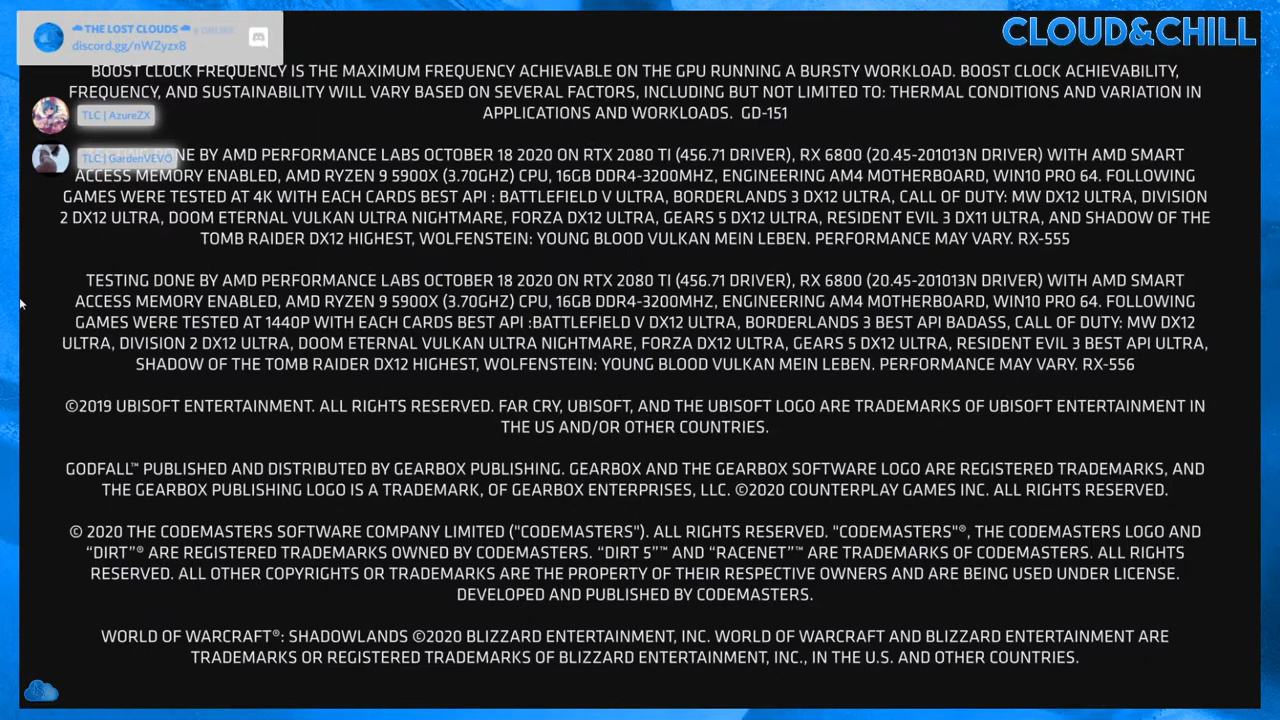 THE LOST CLOUDS
discord.gg/nWZyzx8
CLOUD&CHILL
BOOST CLOCK FREQUENCY IS THE MAXIMUM FREQUENCY ACHIEVABLE ON THE GPU RUNNING A BURSTY WORKLOAD. BOOST CLOCK ACHIEVABILITY,
FREQUENCY, AND SUSTAINABILITY WILL VARY BASED ON SEVERAL FACTORS, INCLUDING BUT NOT LIMITED TO: THERMAL CONDITIONS AND VARIATION IN
APPLICATIONS AND WORKLOADS. GD-151
TLC | AzureZX
TLC | GardenVEVO
DONE BY AMD PERFORMANCE LABS OCTOBER 18 2020 ON RTX 2080 TI (456.71 DRIVER), RX 6800 (20.45-201013N DRIVER) WITH AMD SMART
ACCESS MEMORY ENABLED, AMD RYZEN 9 5900X (3.70GHZ) CPU, 16GB DDR4-3200MHZ, ENGINEERING AM4 MOTHERBOARD, WIN10 PRO 64. FOLLOWING
GAMES WERE TESTED AT 4K WITH EACH CARDS BEST API : BATTLEFIELD V ULTRA, BORDERLANDS 3 DX12 ULTRA, CALL OF DUTY: MW DX12 ULTRA, DIVISION
2 DX12 ULTRA, DOOM ETERNAL VULKAN ULTRA NIGHTMARE, FORZA DX12 ULTRA, GEARS 5 DX12 ULTRA, RESIDENT EVIL 3 DX11 ULTRA, AND SHADOW OF THE
TOMB RAIDER DX12 HIGHEST, WOLFENSTEIN: YOUNG BLOOD VULKAN MEIN LEBEN. PERFORMANCE MAY VARY. RX-555
TESTING DONE BY AMD PERFORMANCE LABS OCTOBER 18 2020 ON RTX 2080 TI (456.71 DRIVER), RX 6800 (20.45-201013N DRIVER) WITH AMD SMART
ACCESS MEMORY ENABLED, AMD RYZEN 9 5900X (3.70GHZ) CPU, 16GB DDR4-3200MHZ, ENGINEERING AM4 MOTHERBOARD, WIN10 PRO 64. FOLLOWING
GAMES WERE TESTED AT 1440P WITH EACH CARDS BEST API :BATTLEFIELD V DX12 ULTRA, BORDERLANDS 3 BEST API BADASS, CALL OF DUTY: MW DX12
ULTRA, DIVISION 2 DX12 ULTRA, DOOM ETERNAL VULKAN ULTRA NIGHTMARE, FORZA DX12 ULTRA, GEARS 5 DX12 ULTRA, RESIDENT EVIL 3 BEST API ULTRA,
SHADOW OF THE TOMB RAIDER DX12 HIGHEST, WOLFENSTEIN: YOUNG BLOOD VULKAN MEIN LEBEN. PERFORMANCE MAY VARY. RX-556
©2019 UBISOFT ENTERTAINMENT. ALL RIGHTS RESERVED. FAR CRY, UBISOFT, AND THE UBISOFT LOGO ARE TRADEMARKS OF UBISOFT ENTERTAINMENT IN
THE US AND/OR OTHER COUNTRIES.
GODFALL™ PUBLISHED AND DISTRIBUTED BY GEARBOX PUBLISHING. GEARBOX AND THE GEARBOX SOFTWARE LOGO ARE REGISTERED TRADEMARKS, AND
THE GEARBOX PUBLISHING LOGO IS A TRADEMARK, OF GEARBOX ENTERPRISES, LLC. ©2020 COUNTERPLAY GAMES INC. ALL RIGHTS RESERVED.
© 2020 THE CODEMASTERS SOFTWARE COMPANY LIMITED ("CODEMASTERS"). ALL RIGHTS RESERVED. "CODEMASTERS"®, THE CODEMASTERS LOGO AND
“DIRT”® ARE REGISTERED TRADEMARKS OWNED BY CODEMASTERS. “DIRT 5”™ AND “RACENET”™ ARE TRADEMARKS OF CODEMASTERS. ALL RIGHTS
RESERVED. ALL OTHER COPYRIGHTS OR TRADEMARKS ARE THE PROPERTY OF THEIR RESPECTIVE OWNERS AND ARE BEING USED UNDER LICENSE.
DEVELOPED AND PUBLISHED BY CODEMASTERS.
WORLD OF WARCRAFT®: SHADOWLANDS ©2020 BLIZZARD ENTERTAINMENT, INC. WORLD OF WARCRAFT AND BLIZZARD ENTERTAINMENT ARE
TRADEMARKS OR REGISTERED TRADEMARKS OF BLIZZARD ENTERTAINMENT, INC., IN THE U.S. AND OTHER COUNTRIES.